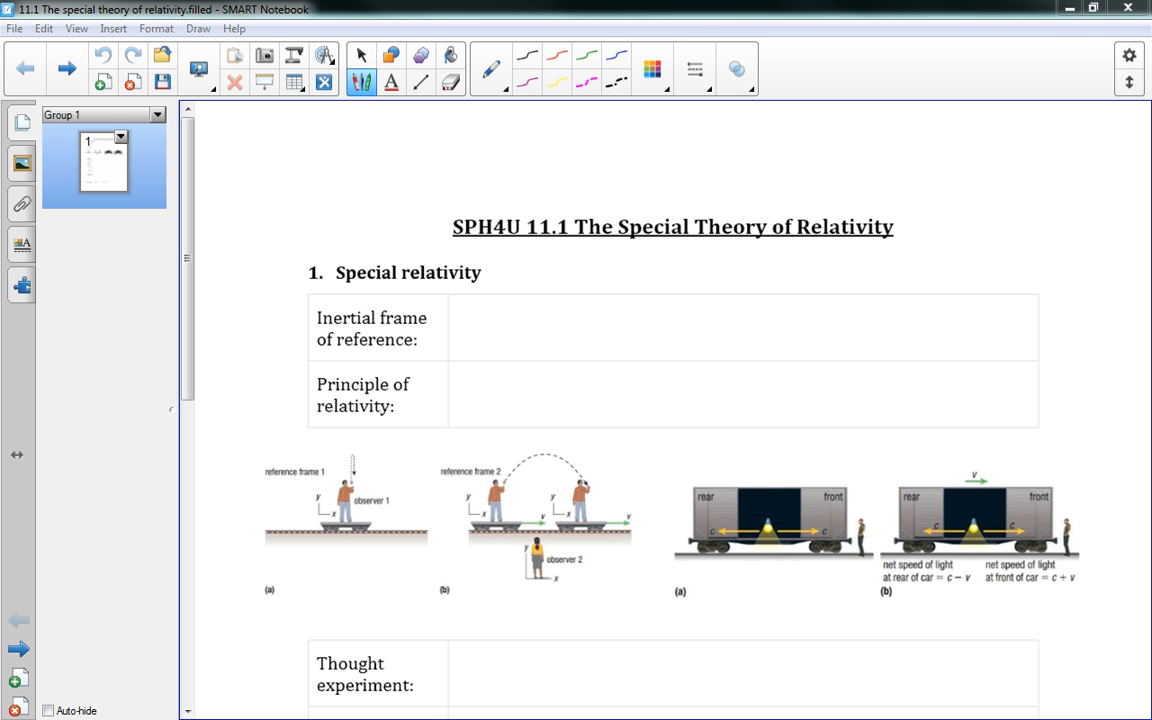 11.1 The special theory of relativity.filled - SMART Notebook
File Edit View Insert Format Draw Help
Group 1
1
SPH4U 11.1 The Special Theory of Relativity
1. Special relativity
Inertial frame
of reference:
Principle of
relativity:
reference frame 1
observer 1
y
x
(a)
reference frame 2
y
x
y
x
v
v
observer 2
y
x
(b)
rear front
c c
(a)
v
rear front
c c
net speed of light
at rear of car = c − v
net speed of light
at front of car = c + v
(b)
Thought
experiment:
Auto-hide